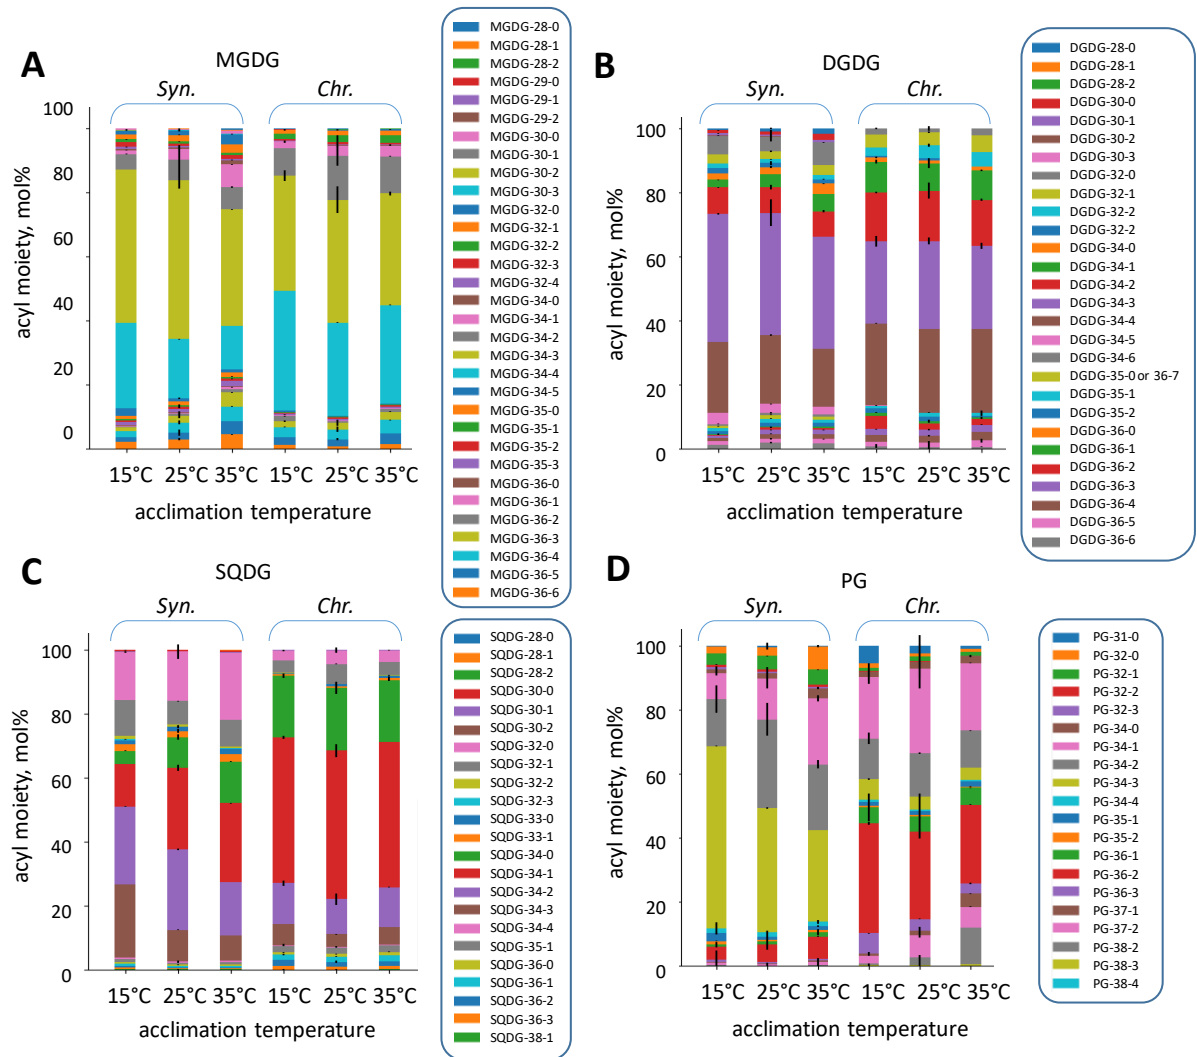 A
MGDG
Syn.
Chr.
acyl moiety, mol%
100
80
60
40
20
0
15°C
25°C
35°C
15°C
25°C
35°C
acclimation temperature
MGDG-28-0
MGDG-28-1
MGDG-28-2
MGDG-29-0
MGDG-29-1
MGDG-29-2
MGDG-30-0
MGDG-30-1
MGDG-30-2
MGDG-30-3
MGDG-32-0
MGDG-32-1
MGDG-32-2
MGDG-32-3
MGDG-32-4
MGDG-34-0
MGDG-34-1
MGDG-34-2
MGDG-34-3
MGDG-34-4
MGDG-34-5
MGDG-35-0
MGDG-35-1
MGDG-35-2
MGDG-35-3
MGDG-36-0
MGDG-36-1
MGDG-36-2
MGDG-36-3
MGDG-36-4
MGDG-36-5
MGDG-36-6
B
DGDG
Syn.
Chr.
acyl moiety, mol%
100
80
60
40
20
0
15°C
25°C
35°C
15°C
25°C
35°C
acclimation temperature
DGDG-28-0
DGDG-28-1
DGDG-28-2
DGDG-30-0
DGDG-30-1
DGDG-30-2
DGDG-30-3
DGDG-32-0
DGDG-32-1
DGDG-32-2
DGDG-32-2
DGDG-34-0
DGDG-34-1
DGDG-34-2
DGDG-34-3
DGDG-34-4
DGDG-34-5
DGDG-34-6
DGDG-35-0 or 36-7
DGDG-35-1
DGDG-35-2
DGDG-36-0
DGDG-36-1
DGDG-36-2
DGDG-36-3
DGDG-36-4
DGDG-36-5
DGDG-36-6
C
SQDG
Syn.
Chr.
acyl moiety, mol%
100
80
60
40
20
0
15°C
25°C
35°C
15°C
25°C
35°C
acclimation temperature
SQDG-28-0
SQDG-28-1
SQDG-28-2
SQDG-30-0
SQDG-30-1
SQDG-30-2
SQDG-32-0
SQDG-32-1
SQDG-32-2
SQDG-32-3
SQDG-33-0
SQDG-33-1
SQDG-34-0
SQDG-34-1
SQDG-34-2
SQDG-34-3
SQDG-34-4
SQDG-35-1
SQDG-36-0
SQDG-36-1
SQDG-36-2
SQDG-36-3
SQDG-38-1
D
PG
Syn.
Chr.
acyl moiety, mol%
100
80
60
40
20
0
15°C
25°C
35°C
15°C
25°C
35°C
acclimation temperature
PG-31-0
PG-32-0
PG-32-1
PG-32-2
PG-32-3
PG-34-0
PG-34-1
PG-34-2
PG-34-3
PG-34-4
PG-35-1
PG-35-2
PG-36-1
PG-36-2
PG-36-3
PG-37-1
PG-37-2
PG-38-2
PG-38-3
PG-38-4